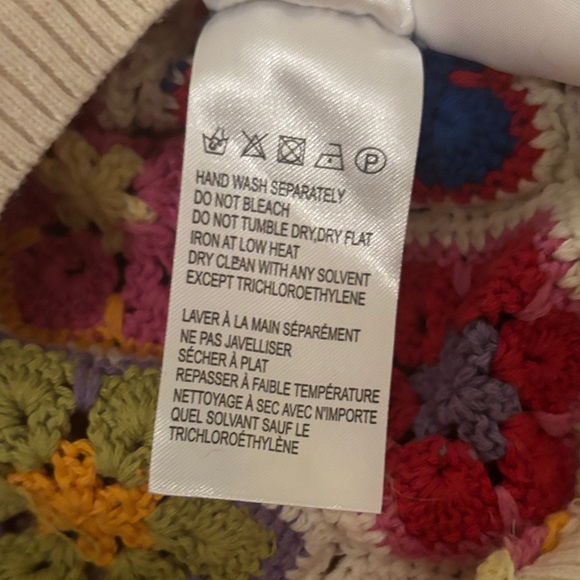 P
HAND WASH SEPARATELY
DO NOT BLEACH
DO NOT TUMBLE DRY,DRY FLAT
IRON AT LOW HEAT
DRY CLEAN WITH ANY SOLVENT
EXCEPT TRICHLOROETHYLENE
LAVER À LA MAIN SÉPARÉMENT
NE PAS JAVELLISER
SÉCHER À PLAT
REPASSER À FAIBLE TEMPÉRATURE
NETTOYAGE À SEC AVEC N'IMPORTE
QUEL SOLVANT SAUF LE
TRICHLOROÉTHYLÈNE